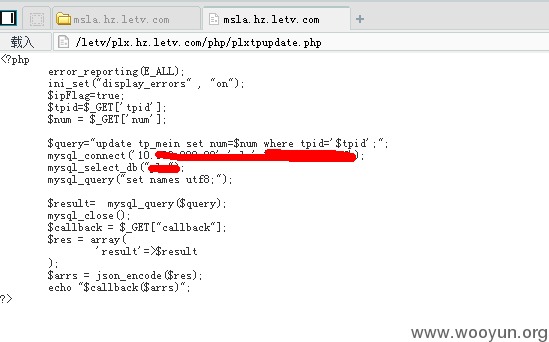 msla.hz.letv.com
msla.hz.letv.com
载入
/letv/plx.hz.letv.com/php/plxtpupdate.php
<?php
error_reporting(E_ALL);
ini_set("display_errors" , "on");
$ipFlag=true;
$tpid=$_GET['tpid'];
$num = $_GET['num'];
$query="update tp_mein set num=$num where tpid='$tpid';";
mysql_connect('10.
mysql_select_db("
mysql_query("set names utf8;");
$result= mysql_query($query);
mysql_close();
$callback = $_GET["callback"];
$res = array(
'result'=>$result
);
$arrs = json_encode($res);
echo "$callback($arrs)";
?>
www.wooyun.org